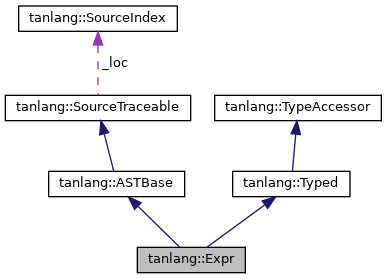 tanlang::SourceIndex
_loc
tanlang::SourceTraceable
tanlang::TypeAccessor
tanlang::ASTBase
tanlang::Typed
tanlang::Expr